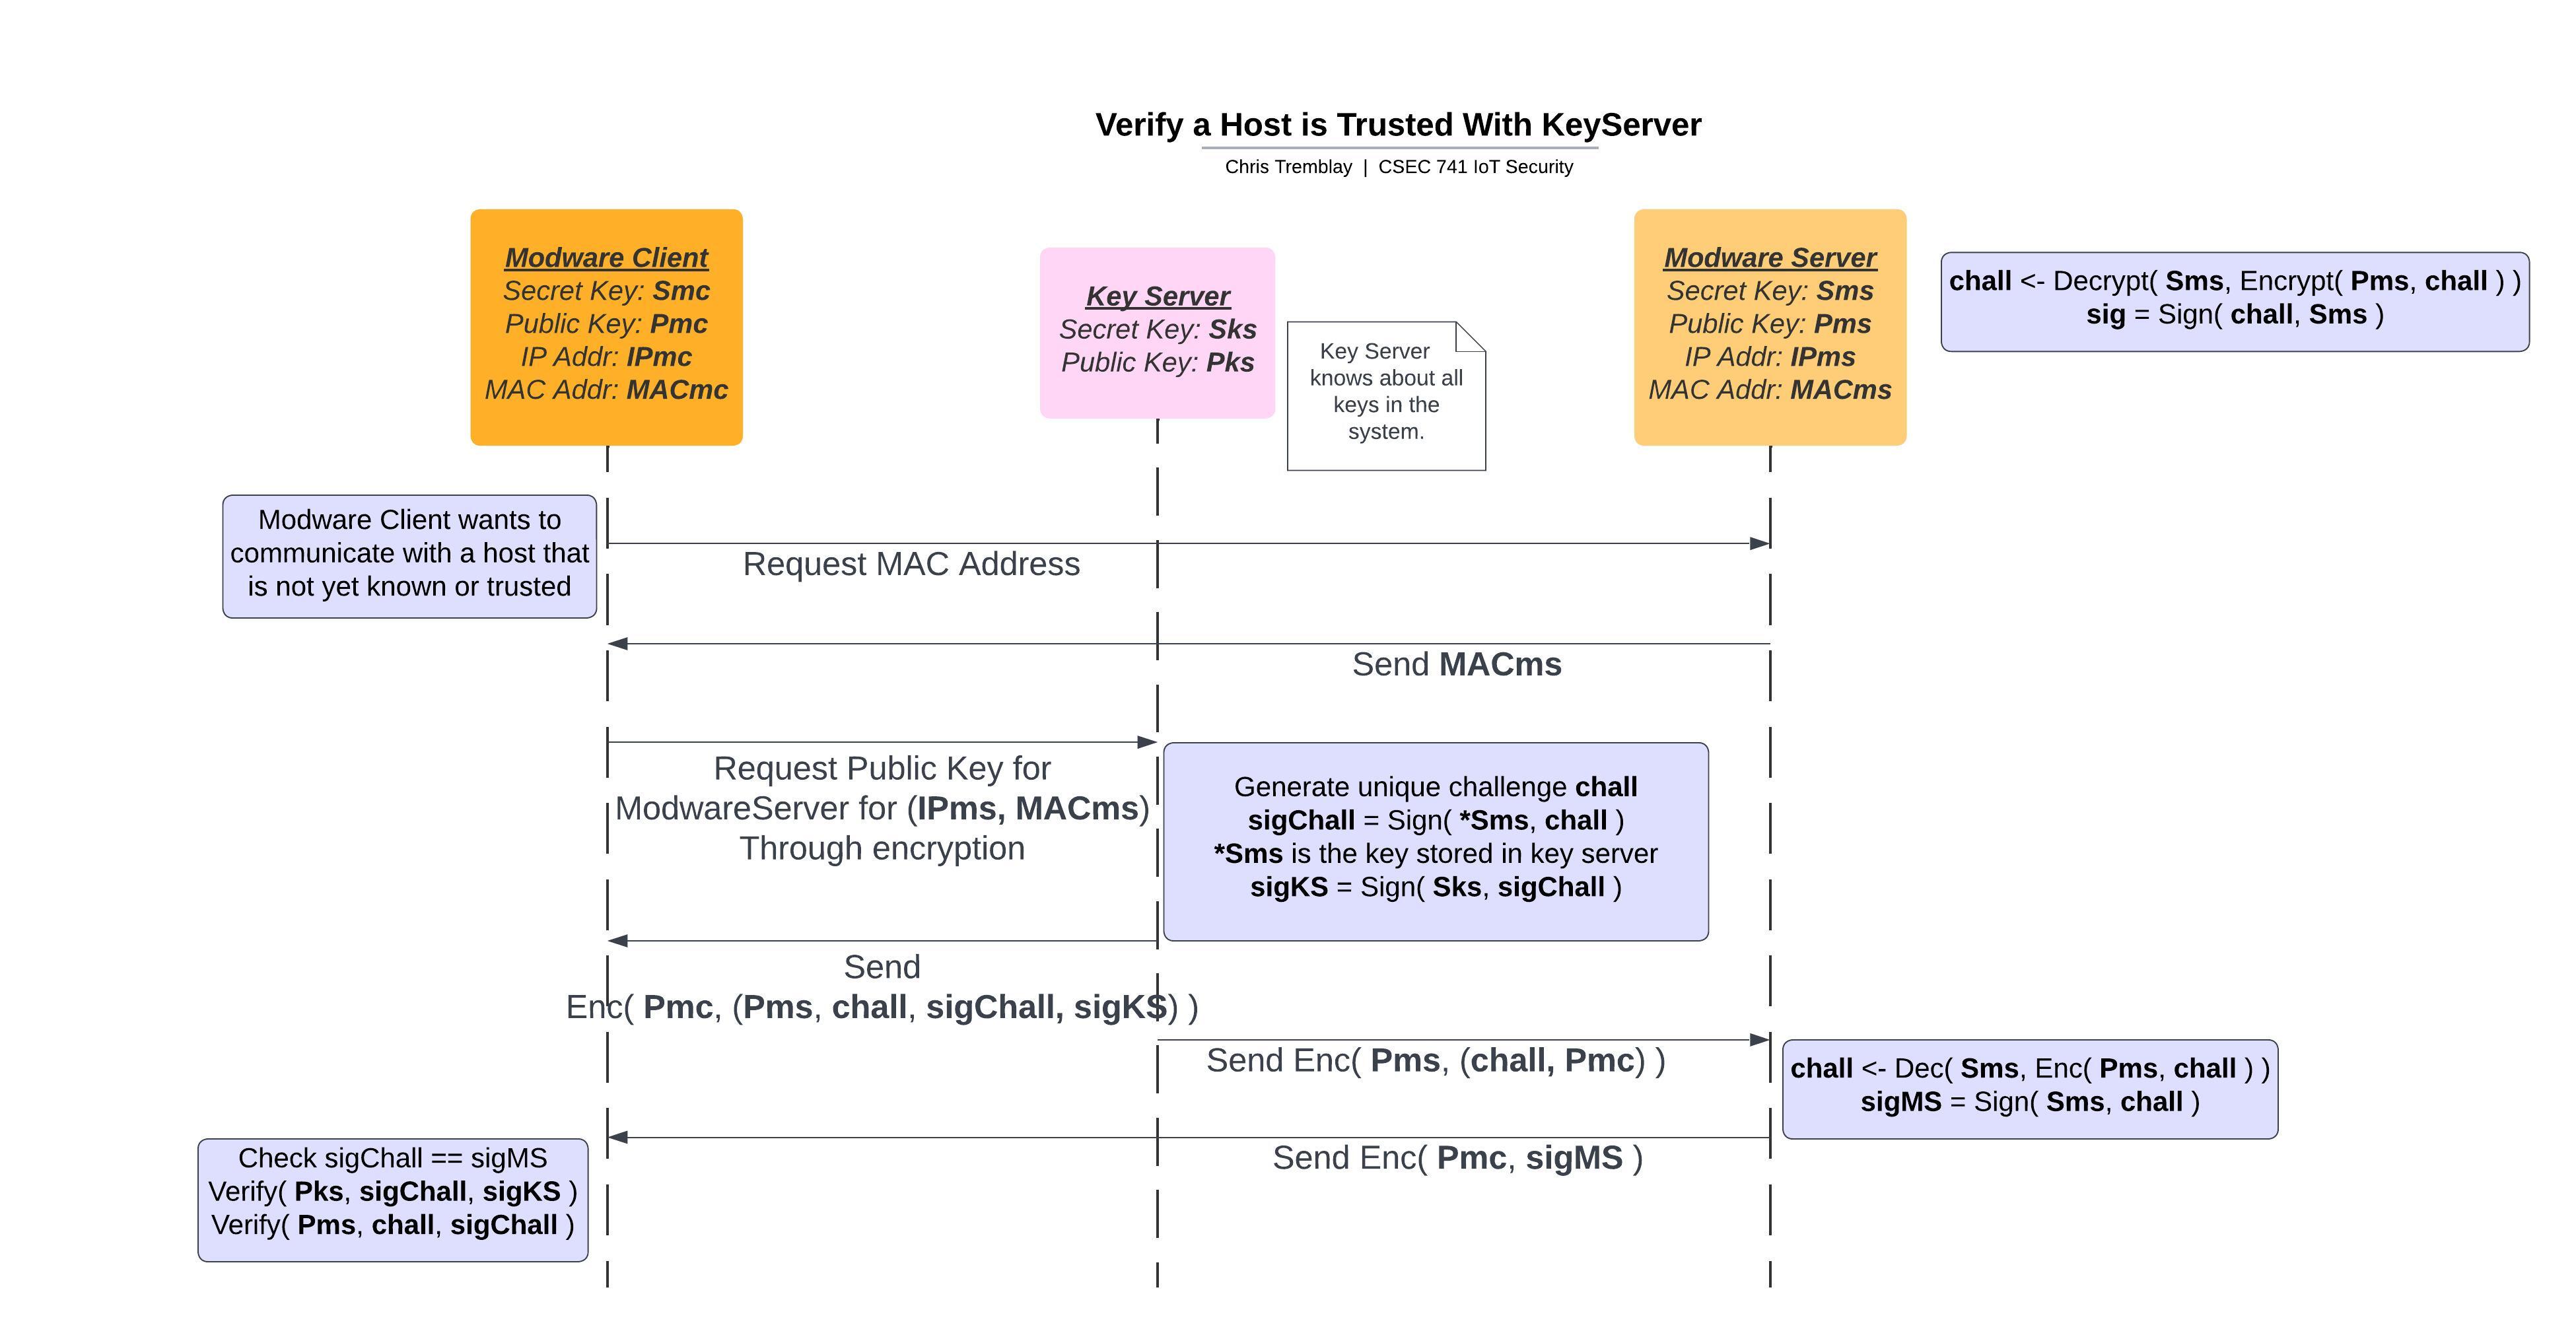 Verify a Host is Trusted With KeyServer
Chris Tremblay | CSEC 741 IoT Security
Modware Client
Secret Key: Smc
Public Key: Pmc
IP Addr: IPmc
MAC Addr: MACmc
Key Server
Secret Key: Sks
Public Key: Pks
Key Server
knows about all
keys in the
system.
Modware Server
Secret Key: Sms
Public Key: Pms
IP Addr: IPms
MAC Addr: MACms
chall <- Decrypt( Sms, Encrypt( Pms, chall ) )
sig = Sign( chall, Sms )
Modware Client wants to
communicate with a host that
is not yet known or trusted
Request MAC Address
Send MACms
Request Public Key for
ModwareServer for (IPms, MACms)
Through encryption
Generate unique challenge chall
sigChall = Sign( *Sms, chall )
*Sms is the key stored in key server
sigKS = Sign( Sks, sigChall )
Send
Enc( Pmc, (Pms, chall, sigChall, sigKS) )
Send Enc( Pms, (chall, Pmc) )
chall <- Dec( Sms, Enc( Pms, chall ) )
sigMS = Sign( Sms, chall )
Send Enc( Pmc, sigMS )
Check sigChall == sigMS
Verify( Pks, sigChall, sigKS )
Verify( Pms, chall, sigChall )